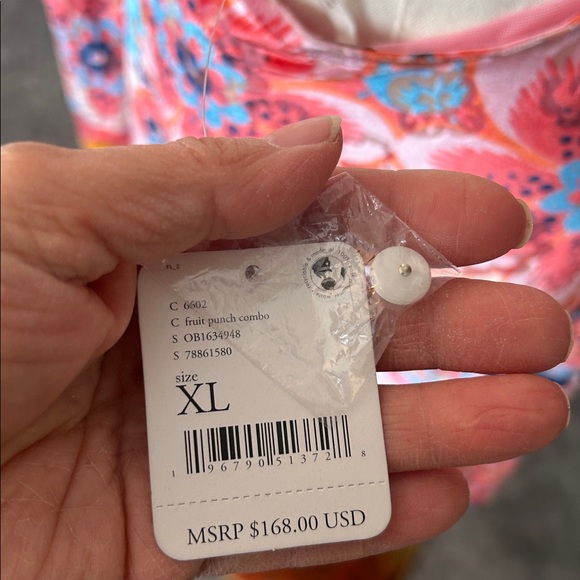 C 6602
C fruit punch combo
S OB1634948
S 78861580
size
XL
1 96790 51372 8
MSRP $168.00 USD